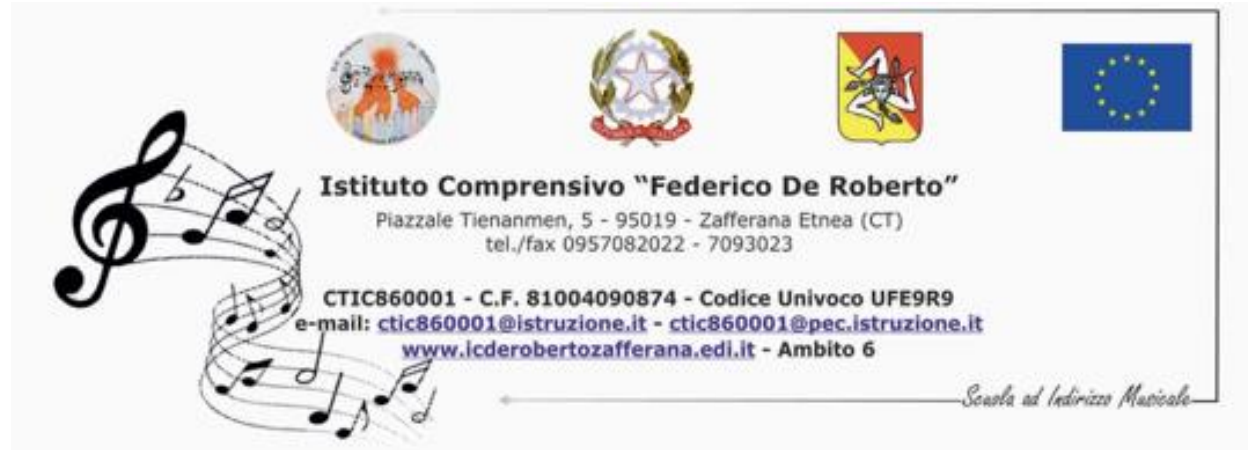 Istituto Comprensivo “Federico De Roberto”
Piazzale Tienanmen, 5 - 95019 - Zafferana Etnea (CT)
tel./fax 0957082022 - 7093023
CTIC860001 - C.F. 81004090874 - Codice Univoco UFE9R9
e-mail: ctic860001@istruzione.it - ctic860001@pec.istruzione.it
www.icderobertozafferana.edi.it - Ambito 6
Scuola ad Indirizzo Musicale